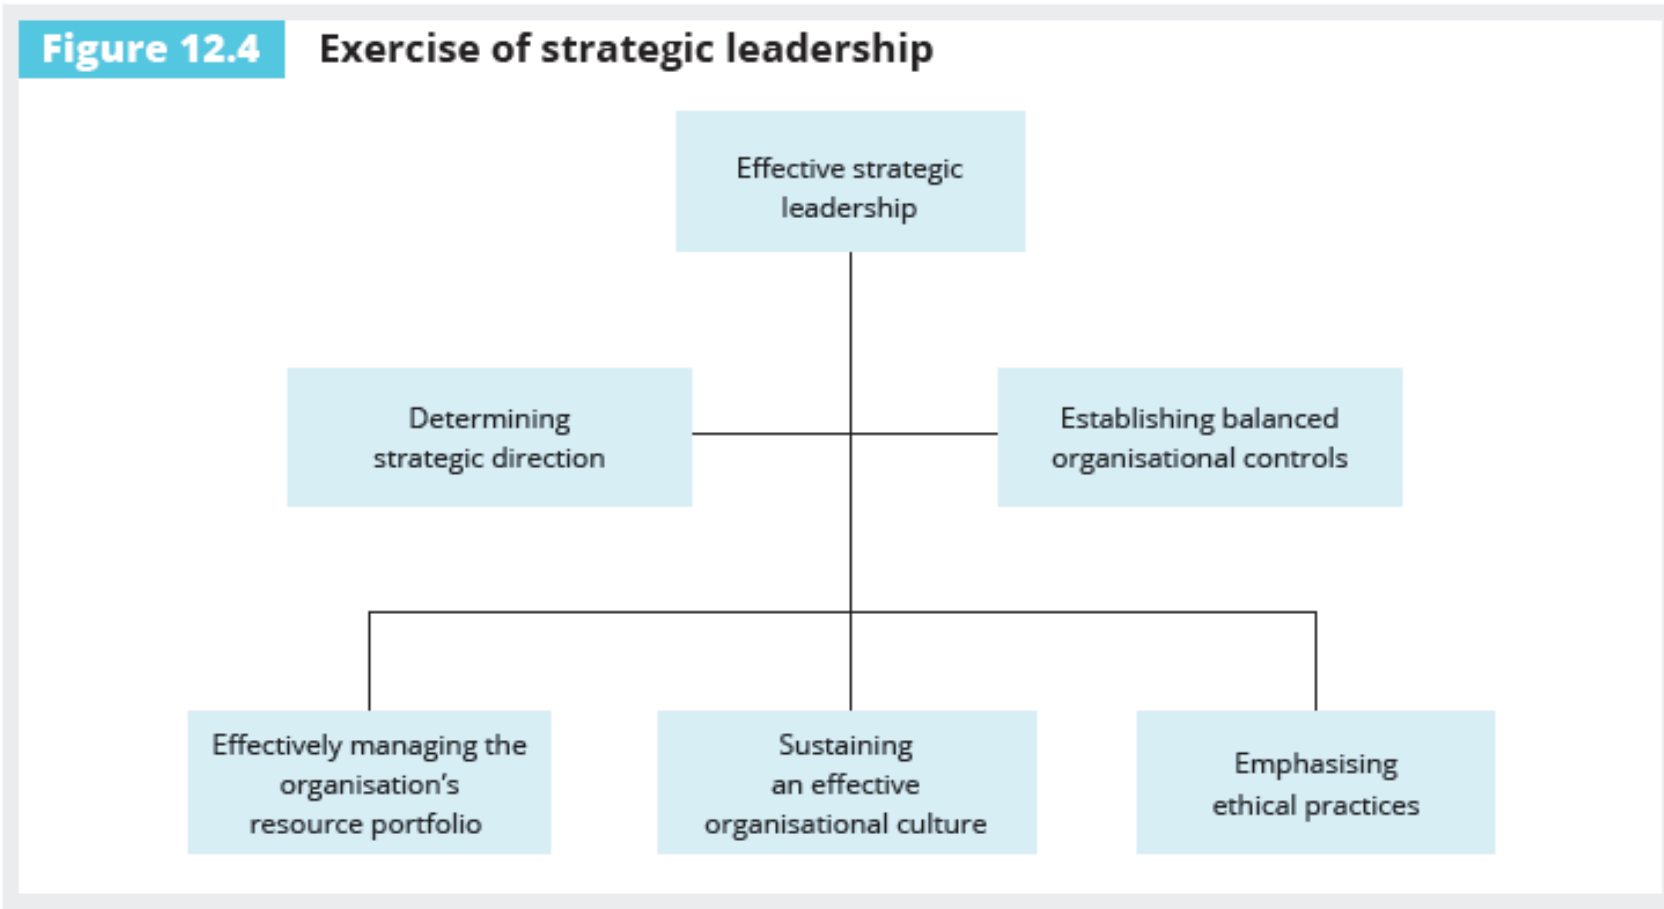 Figure 12.4 Exercise of strategic leadership
Effective strategic
leadership
Determining
strategic direction
Establishing balanced
organisational controls
Effectively managing the
organisation’s
resource portfolio
Sustaining
an effective
organisational culture
Emphasising
ethical practices